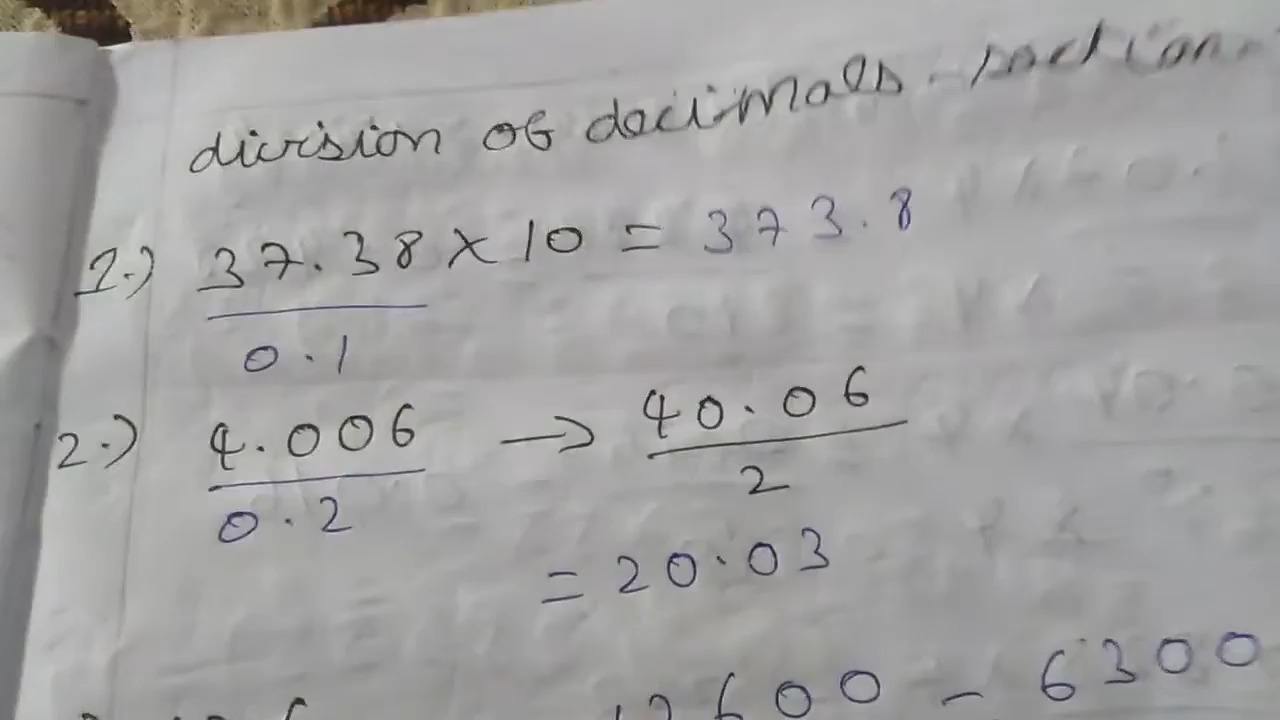 division of decimals - section
1.) 37.38 x 10 = 373.8
0.1
2.) 4.006 → 40.06
0.2 2
= 20.03
12600 - 6300